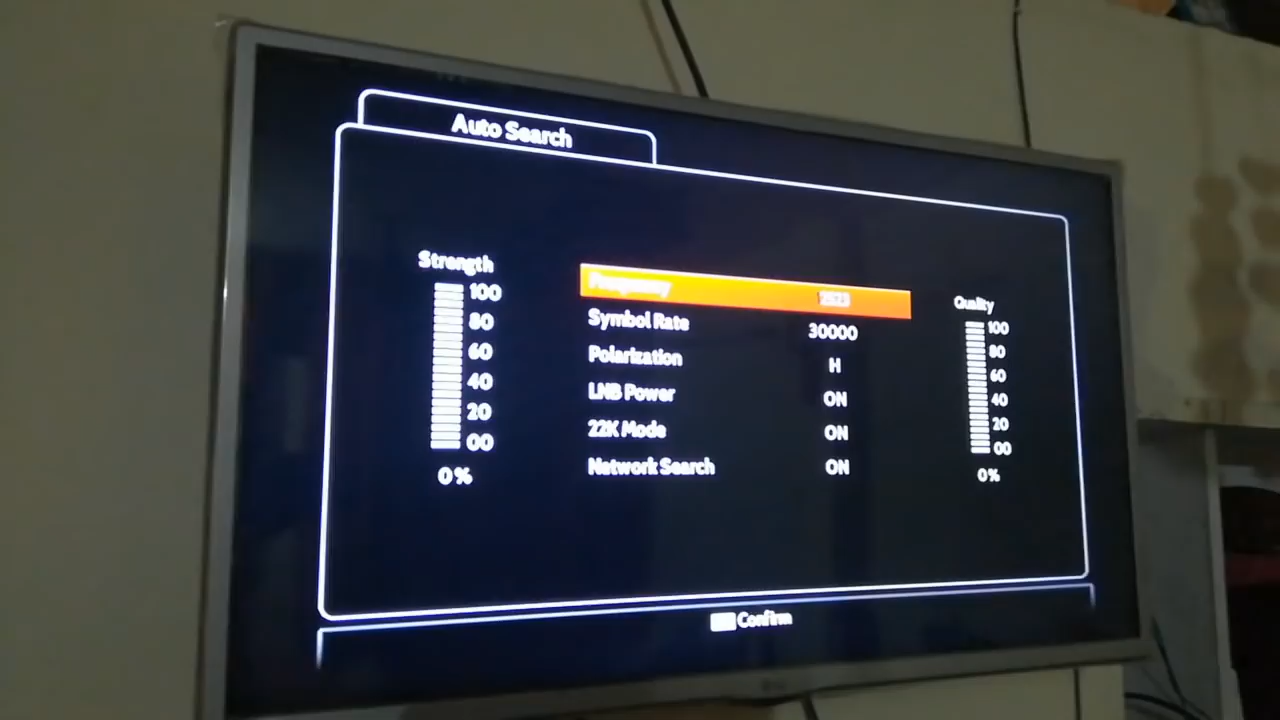 Auto Search
Strength
100
80
60
40
20
00
0%
Frequency
Symbol Rate 30000
Polarization H
LNB Power ON
22K Mode ON
Network Search ON
Quality
100
80
60
40
20
00
0%
Confirm